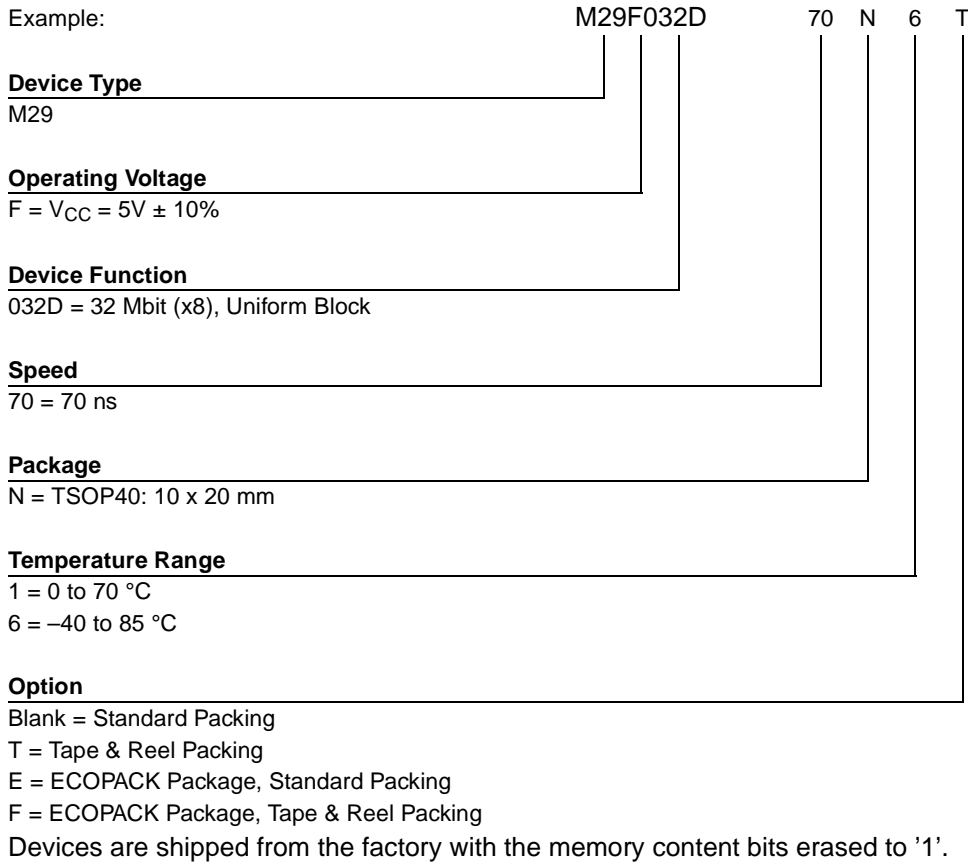 Example: M29F032D 70 N 6 T
Device Type
M29
Operating Voltage
F = VCC = 5V ± 10%
Device Function
032D = 32 Mbit (x8), Uniform Block
Speed
70 = 70 ns
Package
N = TSOP40: 10 x 20 mm
Temperature Range
1 = 0 to 70 °C
6 = –40 to 85 °C
Option
Blank = Standard Packing
T = Tape & Reel Packing
E = ECOPACK Package, Standard Packing
F = ECOPACK Package, Tape & Reel Packing
Devices are shipped from the factory with the memory content bits erased to ’1’.